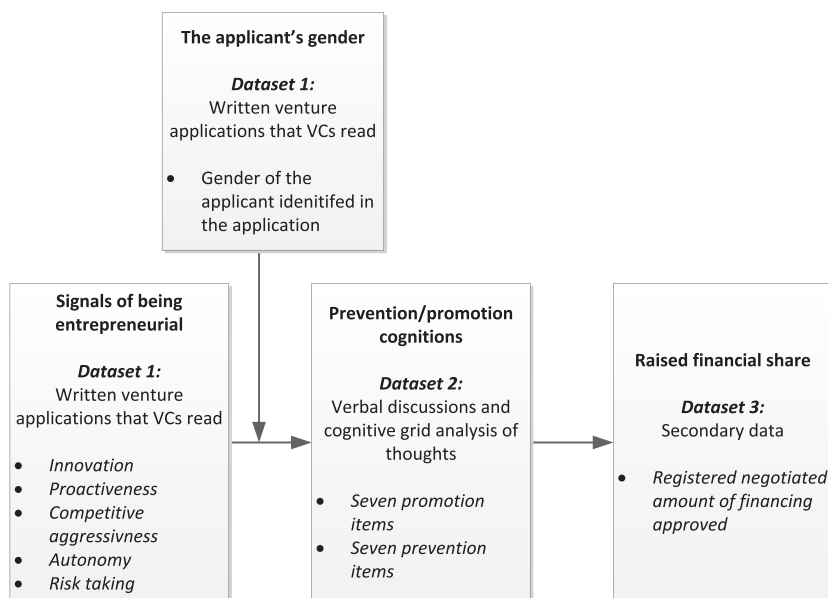 The applicant's gender
Dataset 1:
Written venture
applications that VCs read
● Gender of the
applicant idenitifed in
the application
Signals of being
entrepreneurial
Dataset 1:
Written venture
applications that VCs read
● Innovation
● Proactiveness
● Competitive
aggressivness
● Autonomy
● Risk taking
Prevention/promotion
cognitions
Dataset 2:
Verbal discussions and
cognitive grid analysis of
thoughts
● Seven promotion
items
● Seven prevention
items
Raised financial share
Dataset 3:
Secondary data
● Registered negotiated
amount of financing
approved